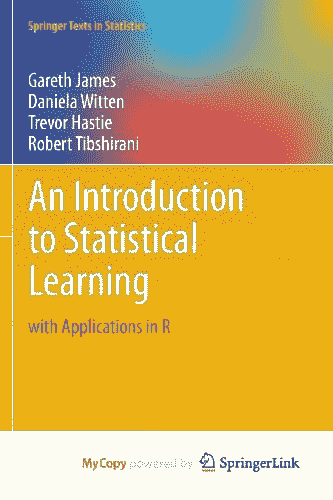 Springer Texts in Statistics
Gareth James
Daniela Witten
Trevor Hastie
Robert Tibshirani
An Introduction
to Statistical
Learning
with Applications in R
MyCopy powered by SpringerLink